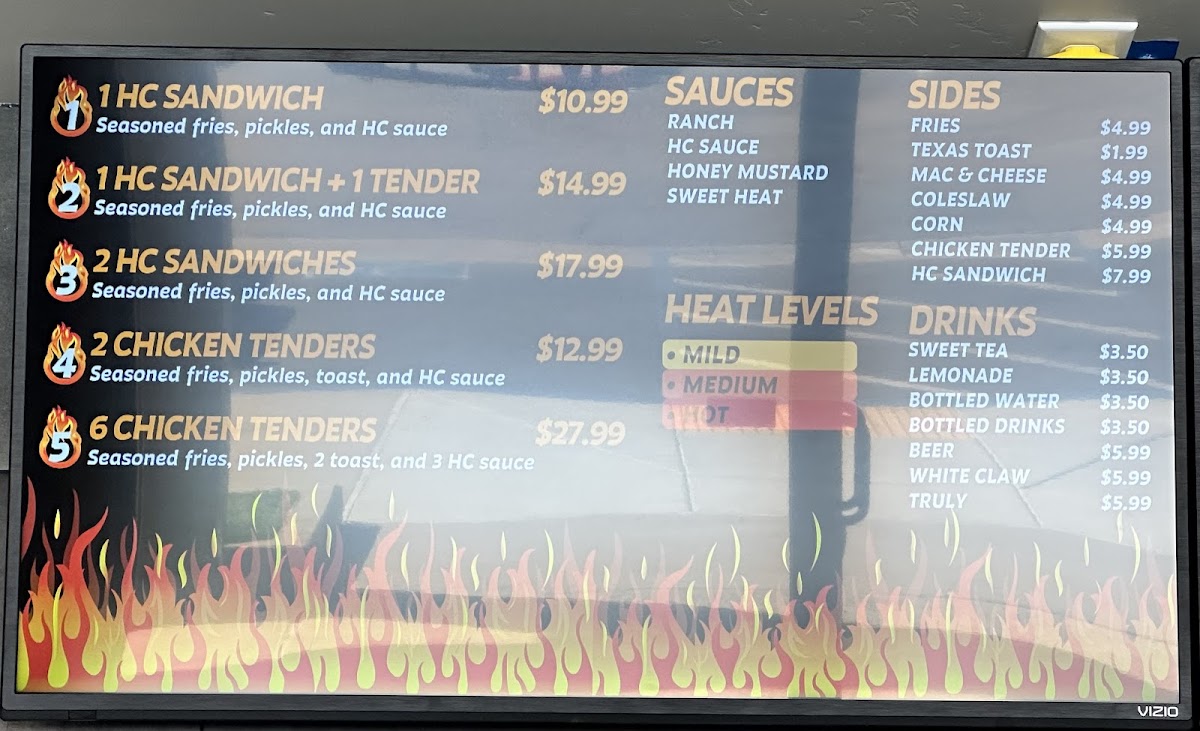 1
1 HC SANDWICH $10.99
Seasoned fries, pickles, and HC sauce
2
1 HC SANDWICH + 1 TENDER $14.99
Seasoned fries, pickles, and HC sauce
3
2 HC SANDWICHES $17.99
Seasoned fries, pickles, and HC sauce
4
2 CHICKEN TENDERS $12.99
Seasoned fries, pickles, toast, and HC sauce
5
6 CHICKEN TENDERS $27.99
Seasoned fries, pickles, 2 toast, and 3 HC sauce
SAUCES
RANCH
HC SAUCE
HONEY MUSTARD
SWEET HEAT
HEAT LEVELS
• MILD
• MEDIUM
• HOT
SIDES
FRIES $4.99
TEXAS TOAST $1.99
MAC & CHEESE $4.99
COLESLAW $4.99
CORN $4.99
CHICKEN TENDER $5.99
HC SANDWICH $7.99
DRINKS
SWEET TEA $3.50
LEMONADE $3.50
BOTTLED WATER $3.50
BOTTLED DRINKS $3.50
BEER $5.99
WHITE CLAW $5.99
TRULY $5.99
VIZIO